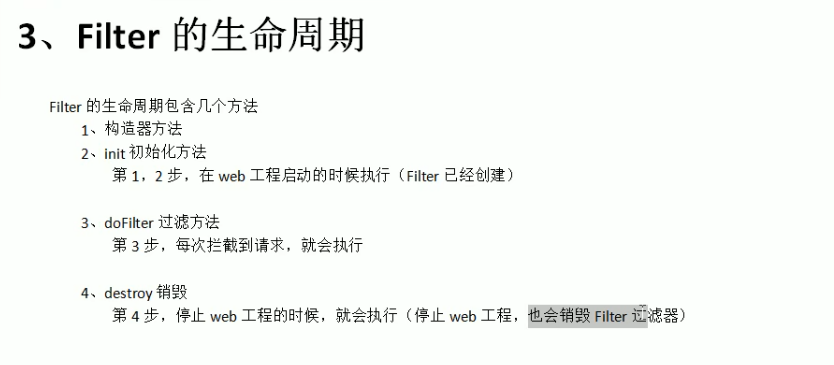 3、Filter 的生命周期
Filter 的生命周期包含几个方法
1、构造器方法
2、init 初始化方法
第 1，2 步，在 web 工程启动的时候执行（Filter 已经创建）
3、doFilter 过滤方法
第 3 步，每次拦截到请求，就会执行
4、destroy 销毁
第 4 步，停止 web 工程的时候，就会执行（停止 web 工程，也会销毁 Filter 过滤器）